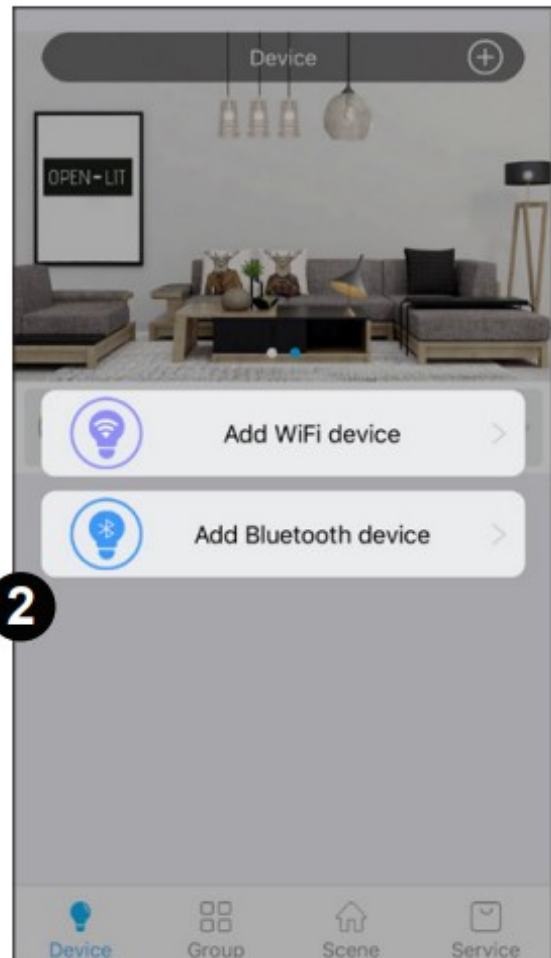 Device
OPEN-LIT
Add WiFi device
Add Bluetooth device
2
Device Group Scene Service